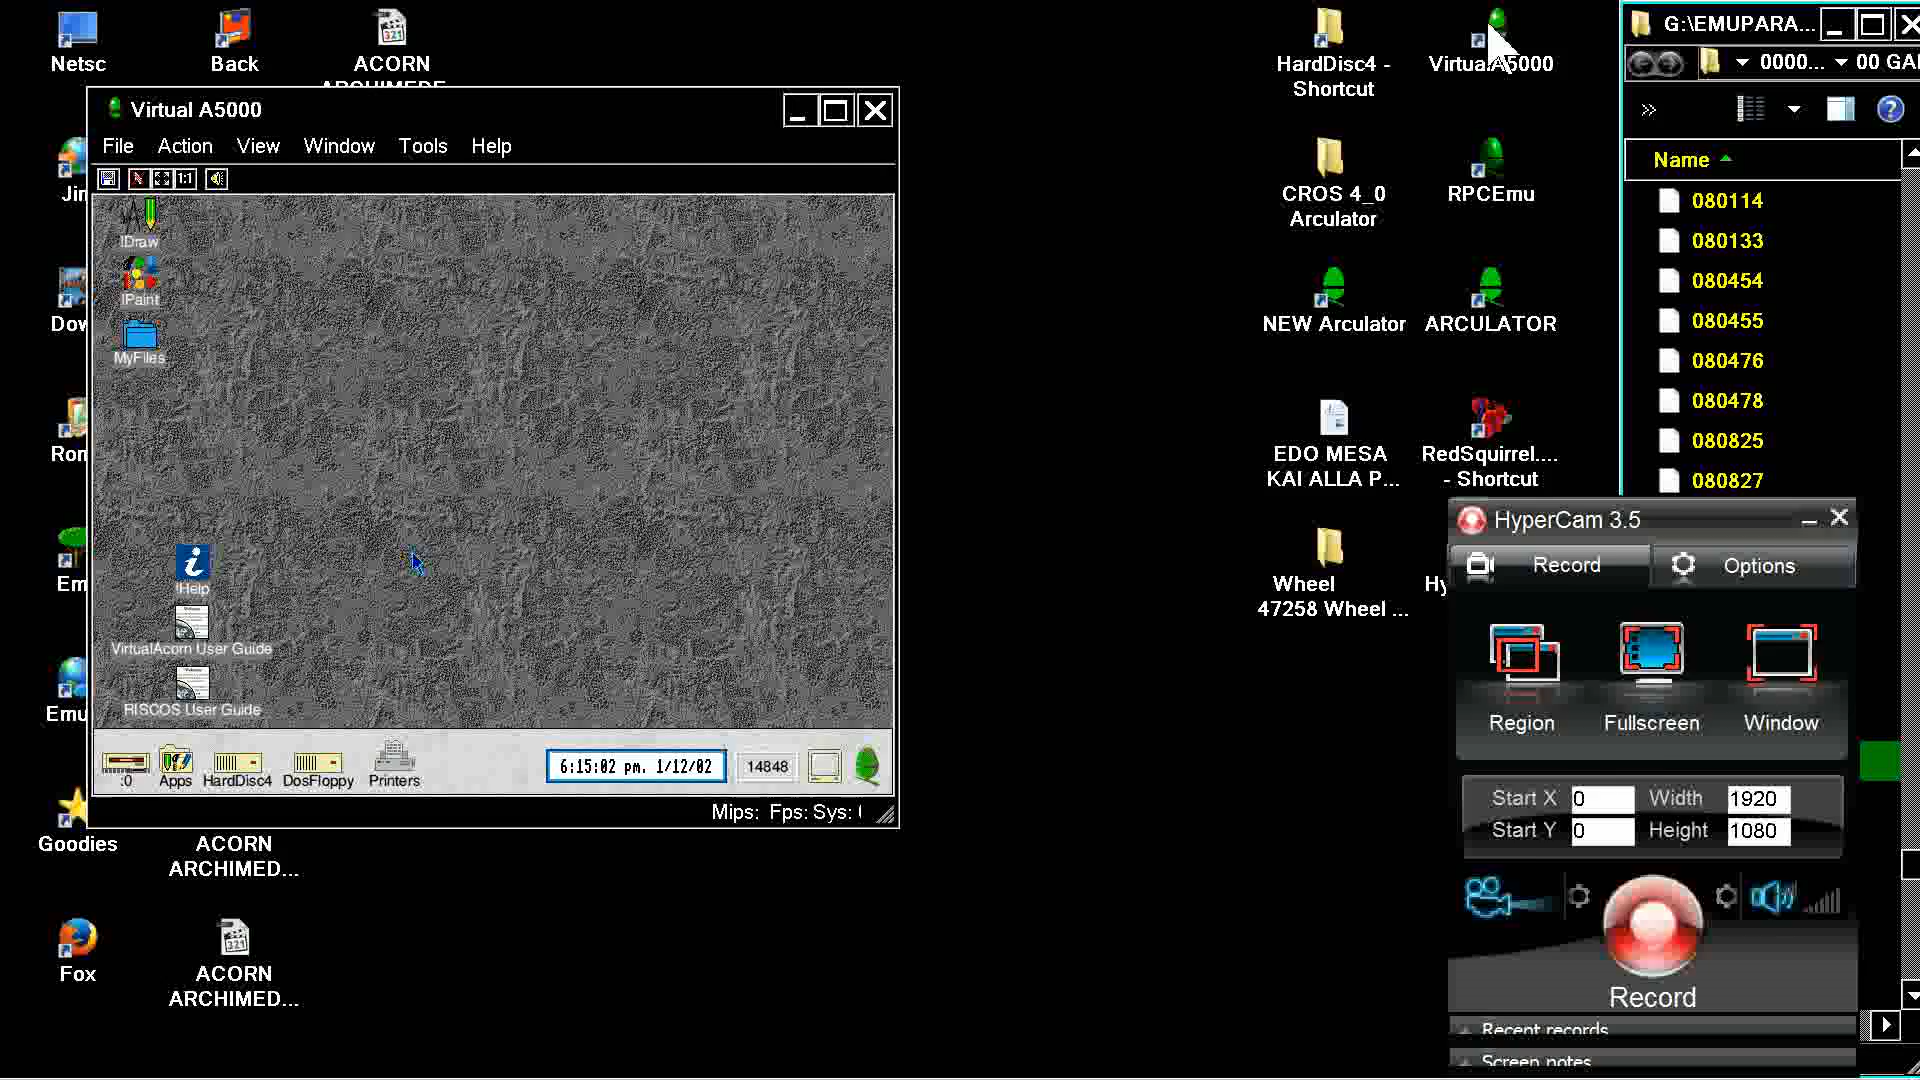 Netsc
Back
ACORN
ARCHIMEDE
HardDisc4 -
Shortcut
VirtualA5000
G:\EMUPARA...
0000...
00 GA
Virtual A5000
File
Action
View
Window
Tools
Help
1:1
Name
080114
080133
080454
080455
080476
080478
080825
080827
CROS 4_0
Arculator
RPCEmu
NEW Arculator
ARCULATOR
EDO MESA
KAI ALLA P...
RedSquirrel....
- Shortcut
Wheel
47258 Wheel ...
Hy
Jin
Dov
Ron
Em
Emu
Goodies
Fox
ACORN
ARCHIMED...
ACORN
ARCHIMED...
!Draw
!Paint
MyFiles
!Help
VirtualAcorn User Guide
RISCOS User Guide
:0
Apps
HardDisc4
DosFloppy
Printers
6:15:02 pm. 1/12/02
14848
Mips: Fps: Sys:
HyperCam 3.5
Record
Options
Region
Fullscreen
Window
Start X 0 Width 1920
Start Y 0 Height 1080
Record
Recent records
Screen notes